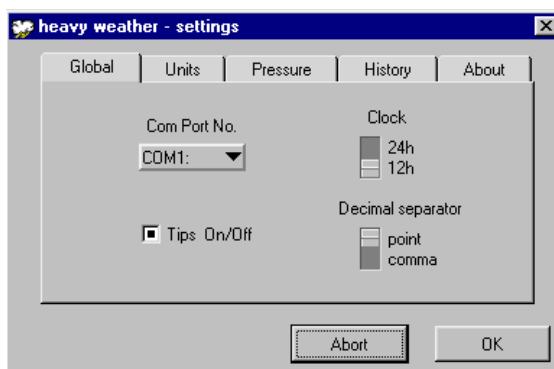 heavy weather - settings
Global Units Pressure History About
Com Port No.
COM1:
Clock
24h
12h
Tips On/Off
Decimal separator
point
comma
Abort OK